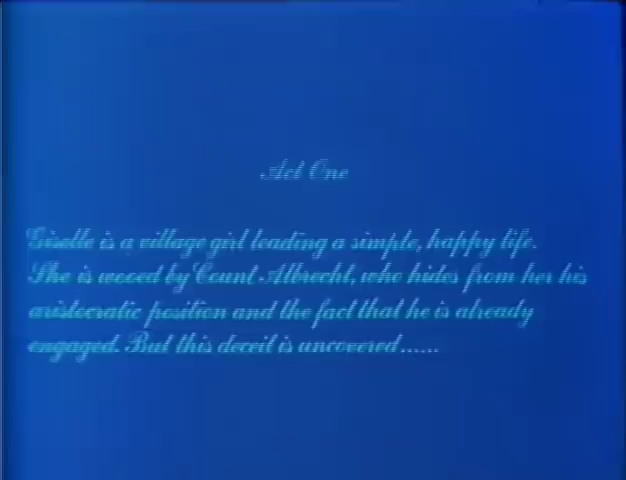 Act One
Giselle is a village girl leading a simple, happy life.
She is wooed by Count Albrecht, who hides from her his
aristocratic position and the fact that he is already
engaged. But this deceit is uncovered......